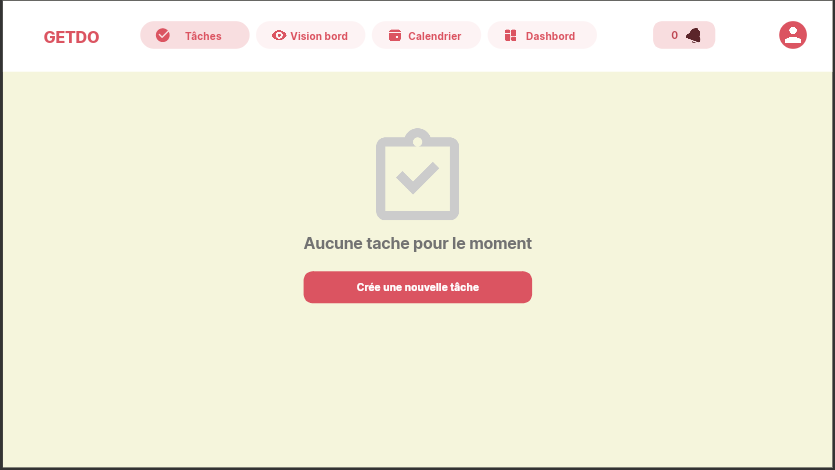 GETDO
Tâches
Vision bord
Calendrier
Dashbord
0
Aucune tache pour le moment
Crée une nouvelle tâche